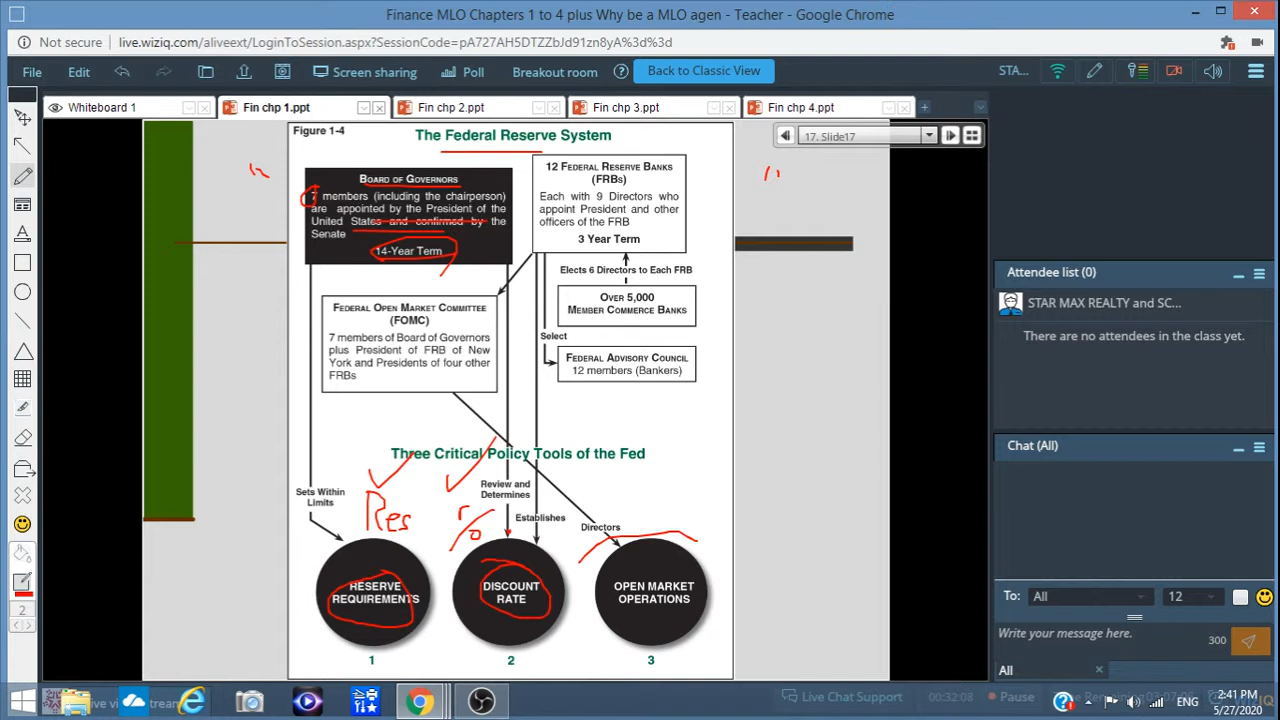 Finance MLO Chapters 1 to 4 plus Why be a MLO agen - Teacher - Google Chrome
Not secure | live.wiziq.com/aliveext/LoginToSession.aspx?SessionCode=pA727AH5DTZZbJd91zn8yA%3d%3d
File Edit Screen sharing Poll Breakout room Back to Classic View STA...
Whiteboard 1 Fin chp 1.ppt Fin chp 2.ppt Fin chp 3.ppt Fin chp 4.ppt
17. Slide17
Figure 1-4
The Federal Reserve System
BOARD OF GOVERNORS
7 members (including the chairperson)
are appointed by the President of the
United States and confirmed by the
Senate
14-Year Term
12 FEDERAL RESERVE BANKS
(FRBs)
Each with 9 Directors who
appoint President and other
officers of the FRB
3 Year Term
Elects 6 Directors to Each FRB
OVER 5,000
MEMBER COMMERCE BANKS
FEDERAL OPEN MARKET COMMITTEE
(FOMC)
7 members of Board of Governors
plus President of FRB of New
York and Presidents of four other
FRBs
Select
FEDERAL ADVISORY COUNCIL
12 members (Bankers)
Three Critical Policy Tools of the Fed
Sets Within
Limits
Res
Review and
Determines
Establishes
Directors
RESERVE
REQUIREMENTS
DISCOUNT
RATE
OPEN MARKET
OPERATIONS
1 2 3
Attendee list (0)
STAR MAX REALTY and SC...
There are no attendees in the class yet.
Chat (All)
To: All 12
Write your message here.
300
All
2
Live Chat Support 00:32:08 Pause
ENG
2:41 PM
5/27/2020